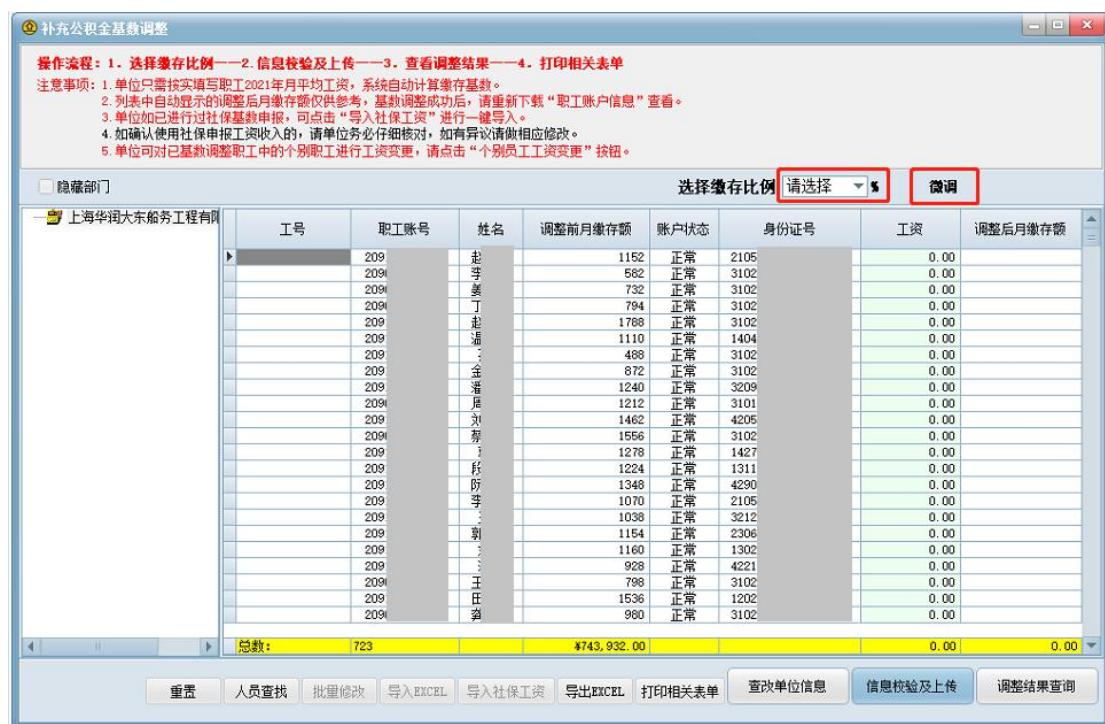 补充公积金基数调整
操作流程：1. 选择缴存比例——2.信息校验及上传——3. 查看调整结果——4. 打印相关表单
注意事项：1.单位只需按实填写职工2021年月平均工资，系统自动计算缴存基数。
2.列表中自动显示的调整后月缴存额仅供参考，基数调整成功后，请重新下载“职工账户信息”查看。
3.单位如已进行过社保基数申报，可点击“导入社保工资”进行一键导入。
4.如确认使用社保申报工资收入的，请单位务必仔细核对，如有异议请做相应修改。
5.单位可对已基数调整职工中的个别职工进行工资变更，请点击“个别员工工资变更”按钮。
隐藏部门 选择缴存比例 请选择 % 微调
上海华润大东船务工程有限
工号 职工账号 姓名 调整前月缴存额 账户状态 身份证号 工资 调整后月缴存额
209 赵 1152 正常 2105 0.00
209 李 582 正常 3102 0.00
209 姜 732 正常 3102 0.00
209 丁 794 正常 3102 0.00
209 赵 1788 正常 3102 0.00
209 温 1110 正常 1404 0.00
209 488 正常 3102 0.00
209 金 872 正常 3102 0.00
209 潘 1240 正常 3209 0.00
209 周 1212 正常 3101 0.00
209 刘 1462 正常 4205 0.00
209 蔡 1556 正常 3102 0.00
209 1278 正常 1427 0.00
209 段 1224 正常 1311 0.00
209 阮 1348 正常 4290 0.00
209 李 1070 正常 2105 0.00
209 1038 正常 3212 0.00
209 郭 1154 正常 2306 0.00
209 1160 正常 1302 0.00
209 928 正常 4221 0.00
209 王 798 正常 3102 0.00
209 田 1536 正常 1202 0.00
209 龚 980 正常 3102 0.00
总数： 723 ¥743,932.00 0.00 0.00
重置 人员查找 批量修改 导入EXCEL 导入社保工资 导出EXCEL 打印相关表单 查改单位信息 信息校验及上传 调整结果查询